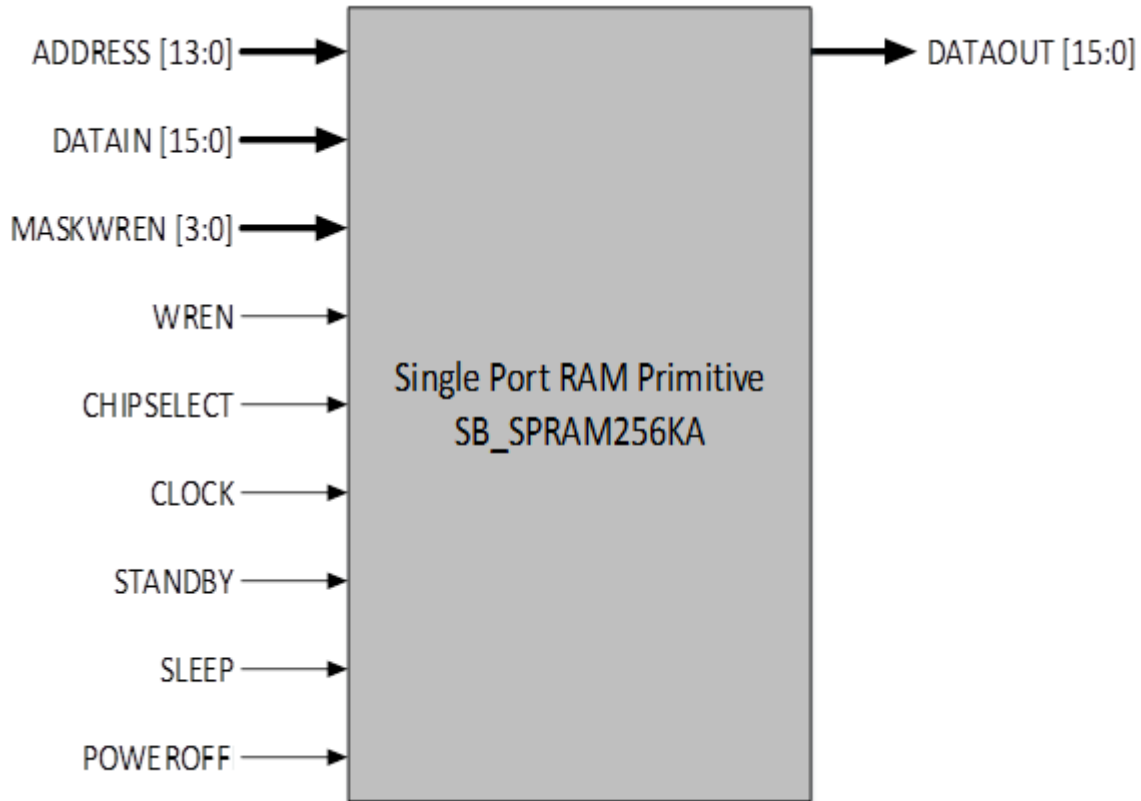 ADDRESS [13:0]
DATAOUT [15:0]
DATAIN [15:0]
MASKWREN [3:0]
WREN
Single Port RAM Primitive
SB_SPRAM256KA
CHIPSELECT
CLOCK
STANDBY
SLEEP
POWEROFF